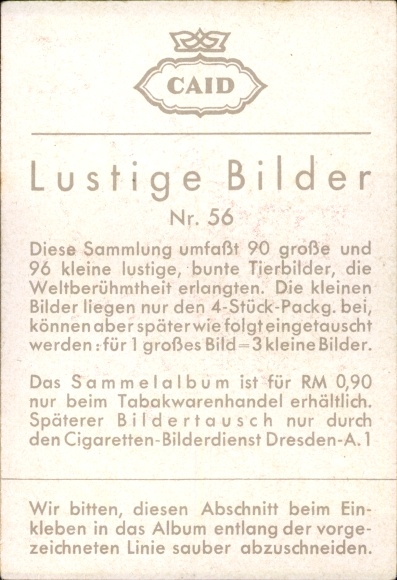 CAID
Lustige Bilder
Nr. 56
Diese Sammlung umfaßt 90 große und
96 kleine lustige, bunte Tierbilder, die
Weltberühmtheit erlangten. Die kleinen
Bilder liegen nur den 4-Stück-Packg. bei,
können aber später wie folgt eingetauscht
werden: für 1 großes Bild = 3 kleine Bilder.
Das Sammelalbum ist für RM 0,90
nur beim Tabakwarenhandel erhältlich.
Späterer Bildertausch nur durch
den Cigaretten-Bilderdienst Dresden-A. 1
Wir bitten, diesen Abschnitt beim Ein-
kleben in das Album entlang der vorge-
zeichneten Linie sauber abzuschneiden.